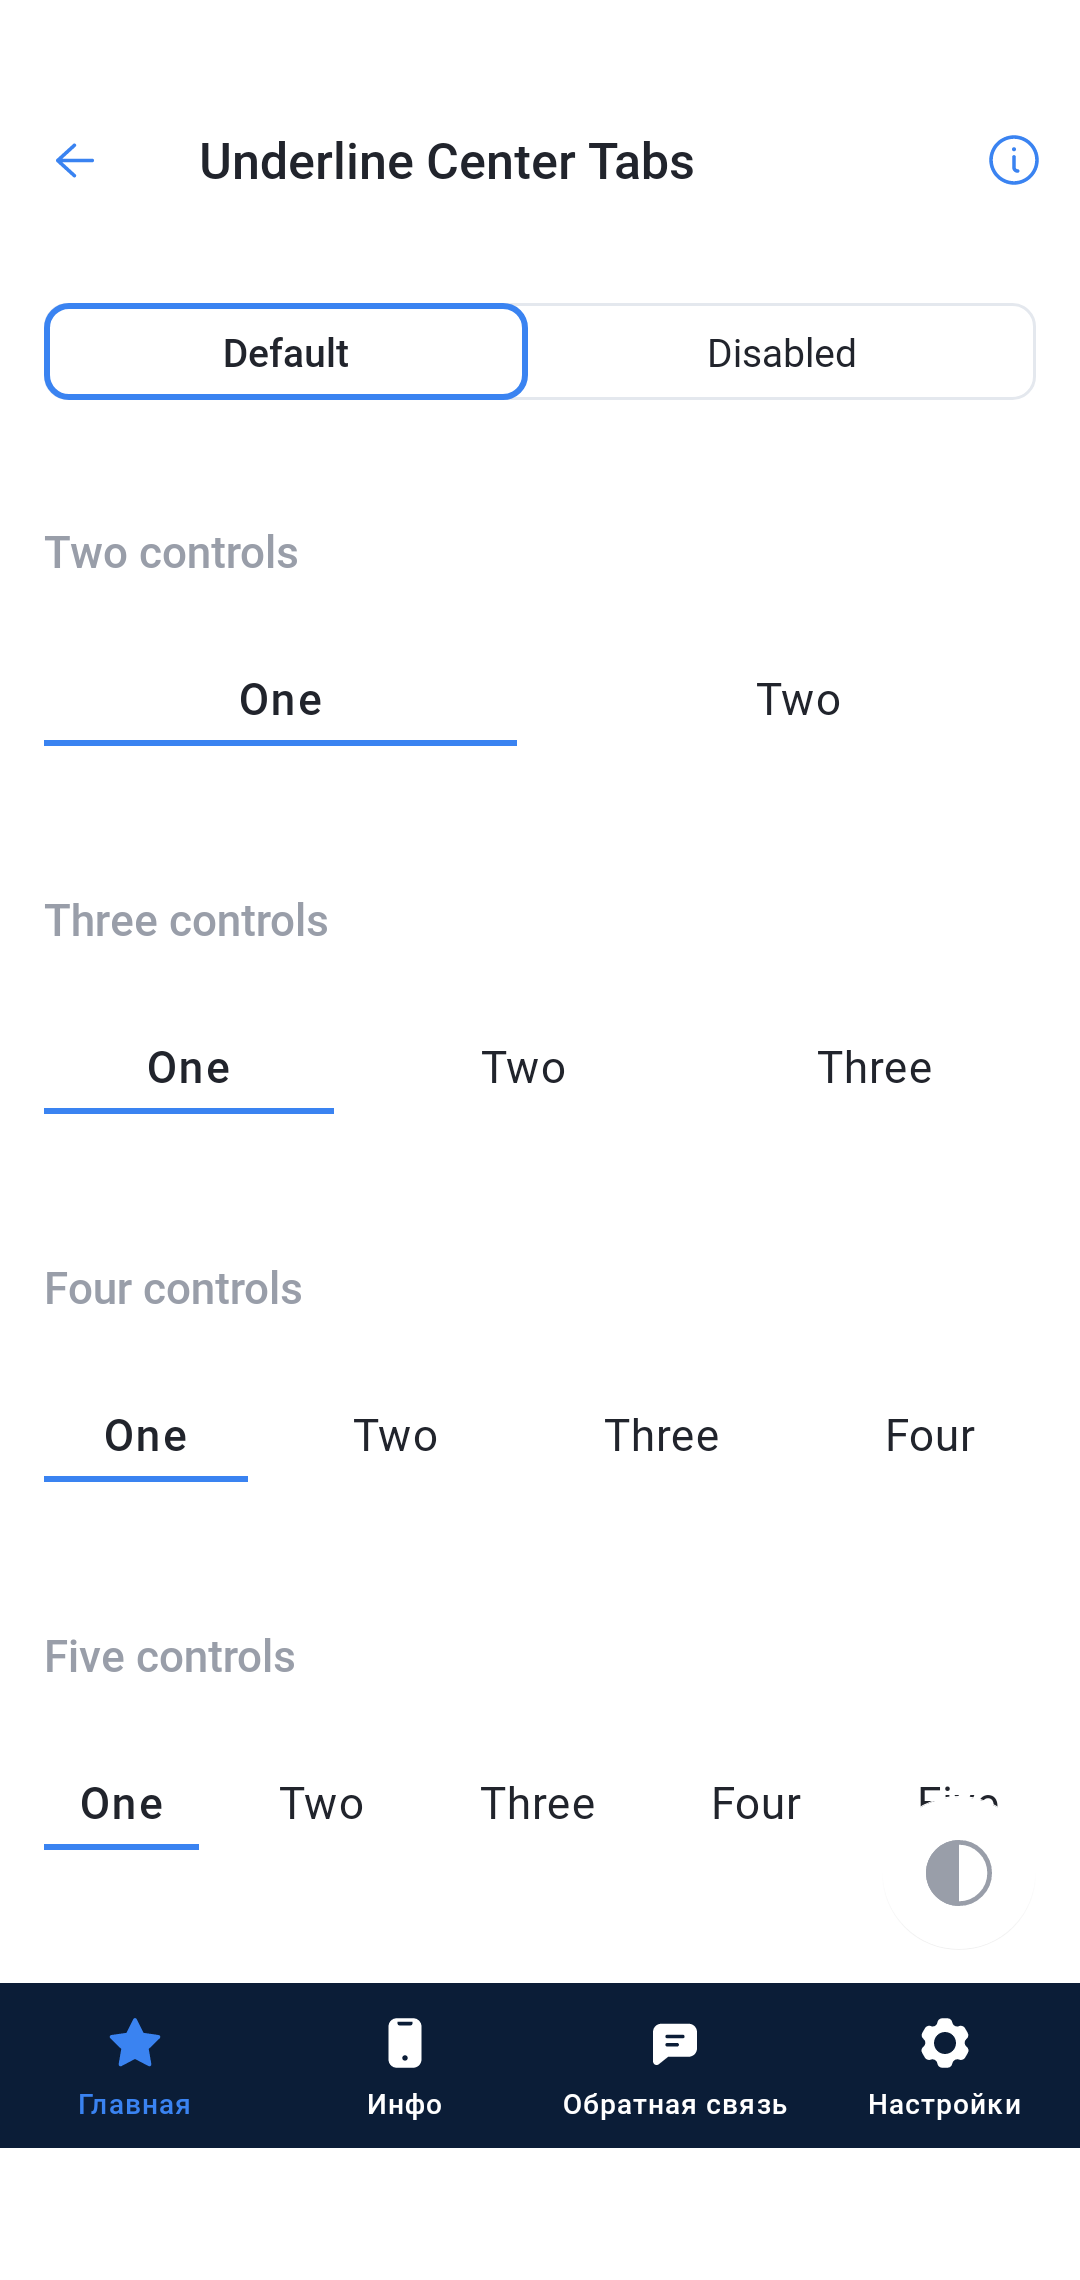 Underline Center Tabs
Default Disabled
Two controls
One Two
Three controls
One Two Three
Four controls
One Two Three Four
Five controls
One Two Three Four Five
Главная Инфо Обратная связь Настройки